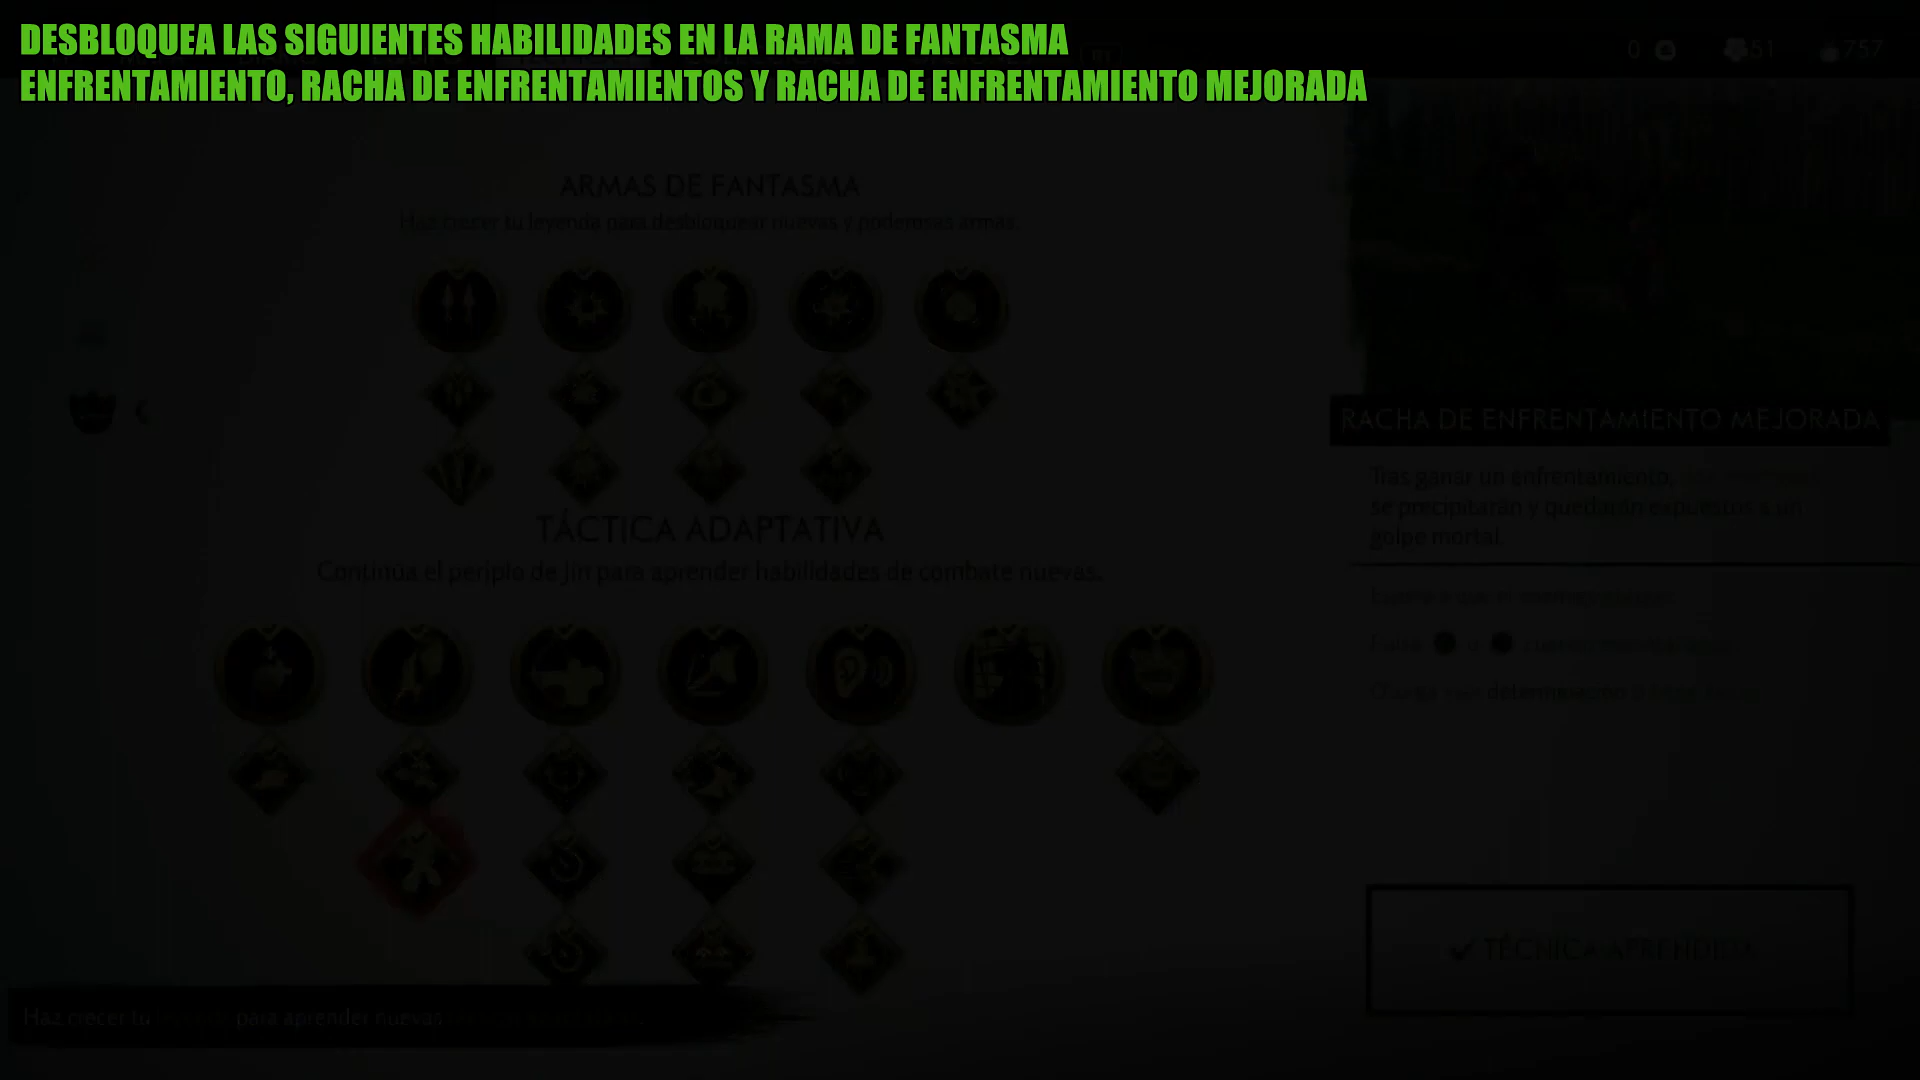 DESBLOQUEA LAS SIGUIENTES HABILIDADES EN LA RAMA DE FANTASMA
ENFRENTAMIENTO, RACHA DE ENFRENTAMIENTOS Y RACHA DE ENFRENTAMIENTO MEJORADA
0 51 757
ARMAS DE FANTASMA
Haz crecer tu leyenda para desbloquear nuevas y poderosas armas.
TÁCTICA ADAPTATIVA
Continúa el periplo de Jin para aprender habilidades de combate nuevas.
RACHA DE ENFRENTAMIENTO MEJORADA
Tras ganar un enfrentamiento,
se precipitarán y quedarán expuestos a un
golpe mortal.
determinación
TÉCNICA APRENDIDA
Haz crecer tu para aprender nuevas